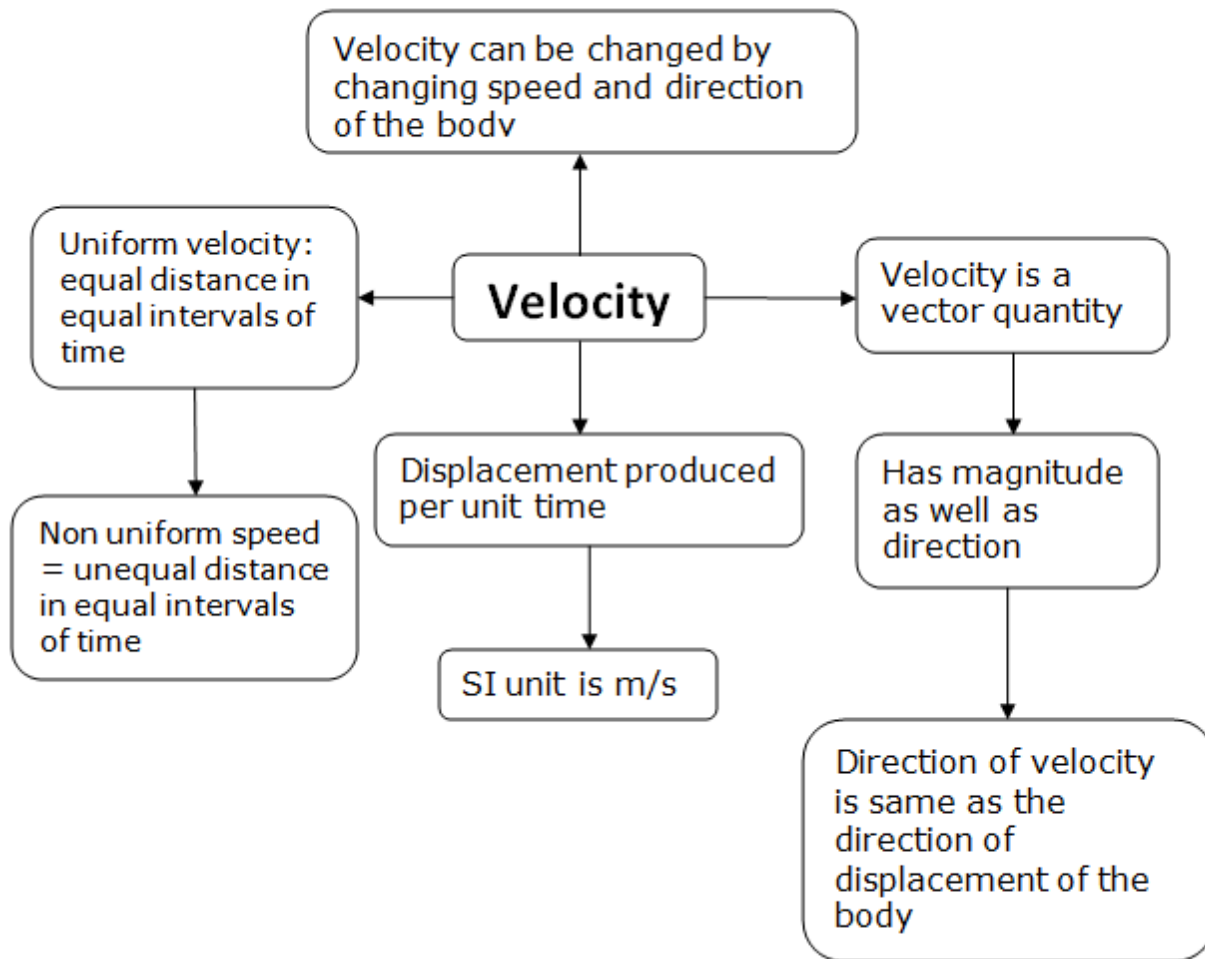 Velocity can be changed by
changing speed and direction
of the body
Uniform velocity:
equal distance in
equal intervals of
time
Velocity
Velocity is a
vector quantity
Displacement produced
per unit time
Has magnitude
as well as
direction
Non uniform speed
= unequal distance
in equal intervals
of time
SI unit is m/s
Direction of velocity
is same as the
direction of
displacement of the
body